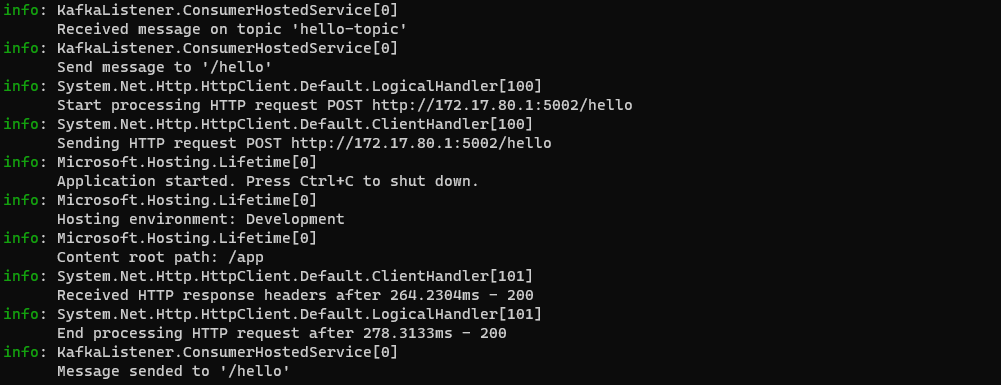 info: KafkaListener.ConsumerHostedService[0]
Received message on topic 'hello-topic'
info: KafkaListener.ConsumerHostedService[0]
Send message to '/hello'
info: System.Net.Http.HttpClient.Default.LogicalHandler[100]
Start processing HTTP request POST http://172.17.80.1:5002/hello
info: System.Net.Http.HttpClient.Default.ClientHandler[100]
Sending HTTP request POST http://172.17.80.1:5002/hello
info: Microsoft.Hosting.Lifetime[0]
Application started. Press Ctrl+C to shut down.
info: Microsoft.Hosting.Lifetime[0]
Hosting environment: Development
info: Microsoft.Hosting.Lifetime[0]
Content root path: /app
info: System.Net.Http.HttpClient.Default.ClientHandler[101]
Received HTTP response headers after 264.2304ms - 200
info: System.Net.Http.HttpClient.Default.LogicalHandler[101]
End processing HTTP request after 278.3133ms - 200
info: KafkaListener.ConsumerHostedService[0]
Message sended to '/hello'